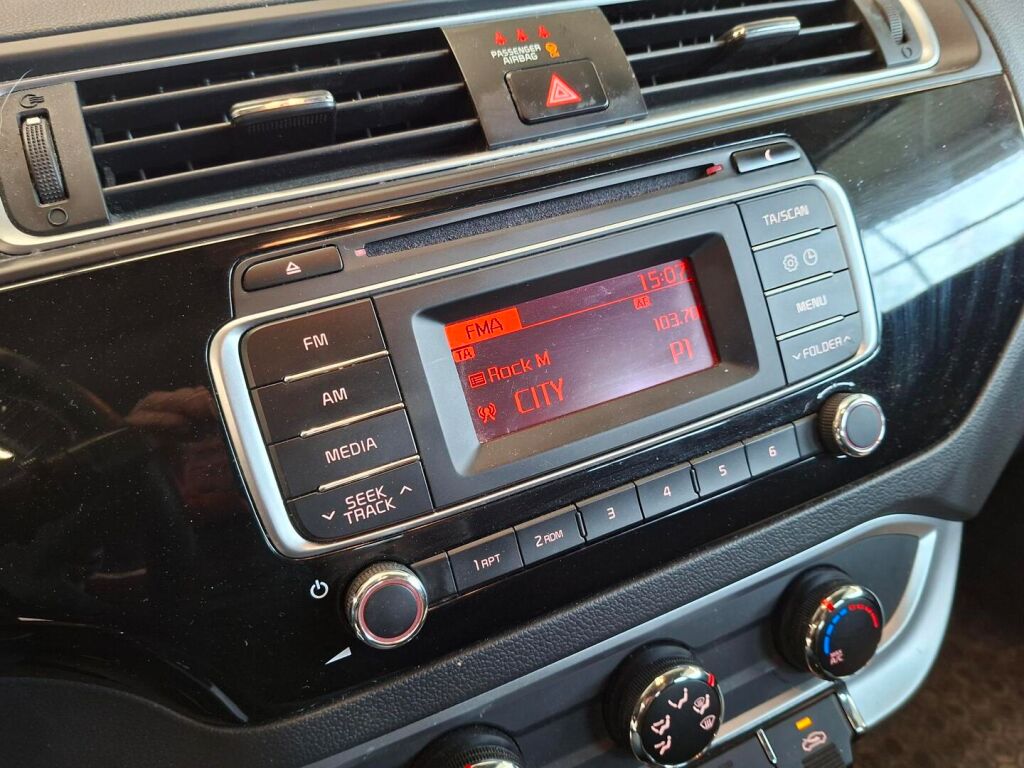 PASSENGER
AIRBAG
TA/SCAN
MENU
FOLDER
FM
AM
MEDIA
SEEK
TRACK
15:07
FMA
AF
TA
103.70
Rock M
P1
CITY
1 RPT
2 RDM
3
4
5
6
A/C